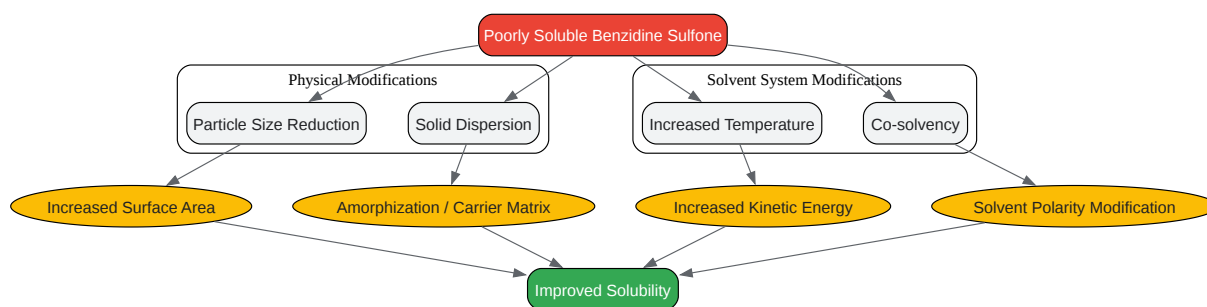 Poorly Soluble Benzidine Sulfone
Physical Modifications
Solvent System Modifications
Particle Size Reduction
Solid Dispersion
Increased Temperature
Co-solvency
Increased Surface Area
Amorphization / Carrier Matrix
Increased Kinetic Energy
Solvent Polarity Modification
Improved Solubility